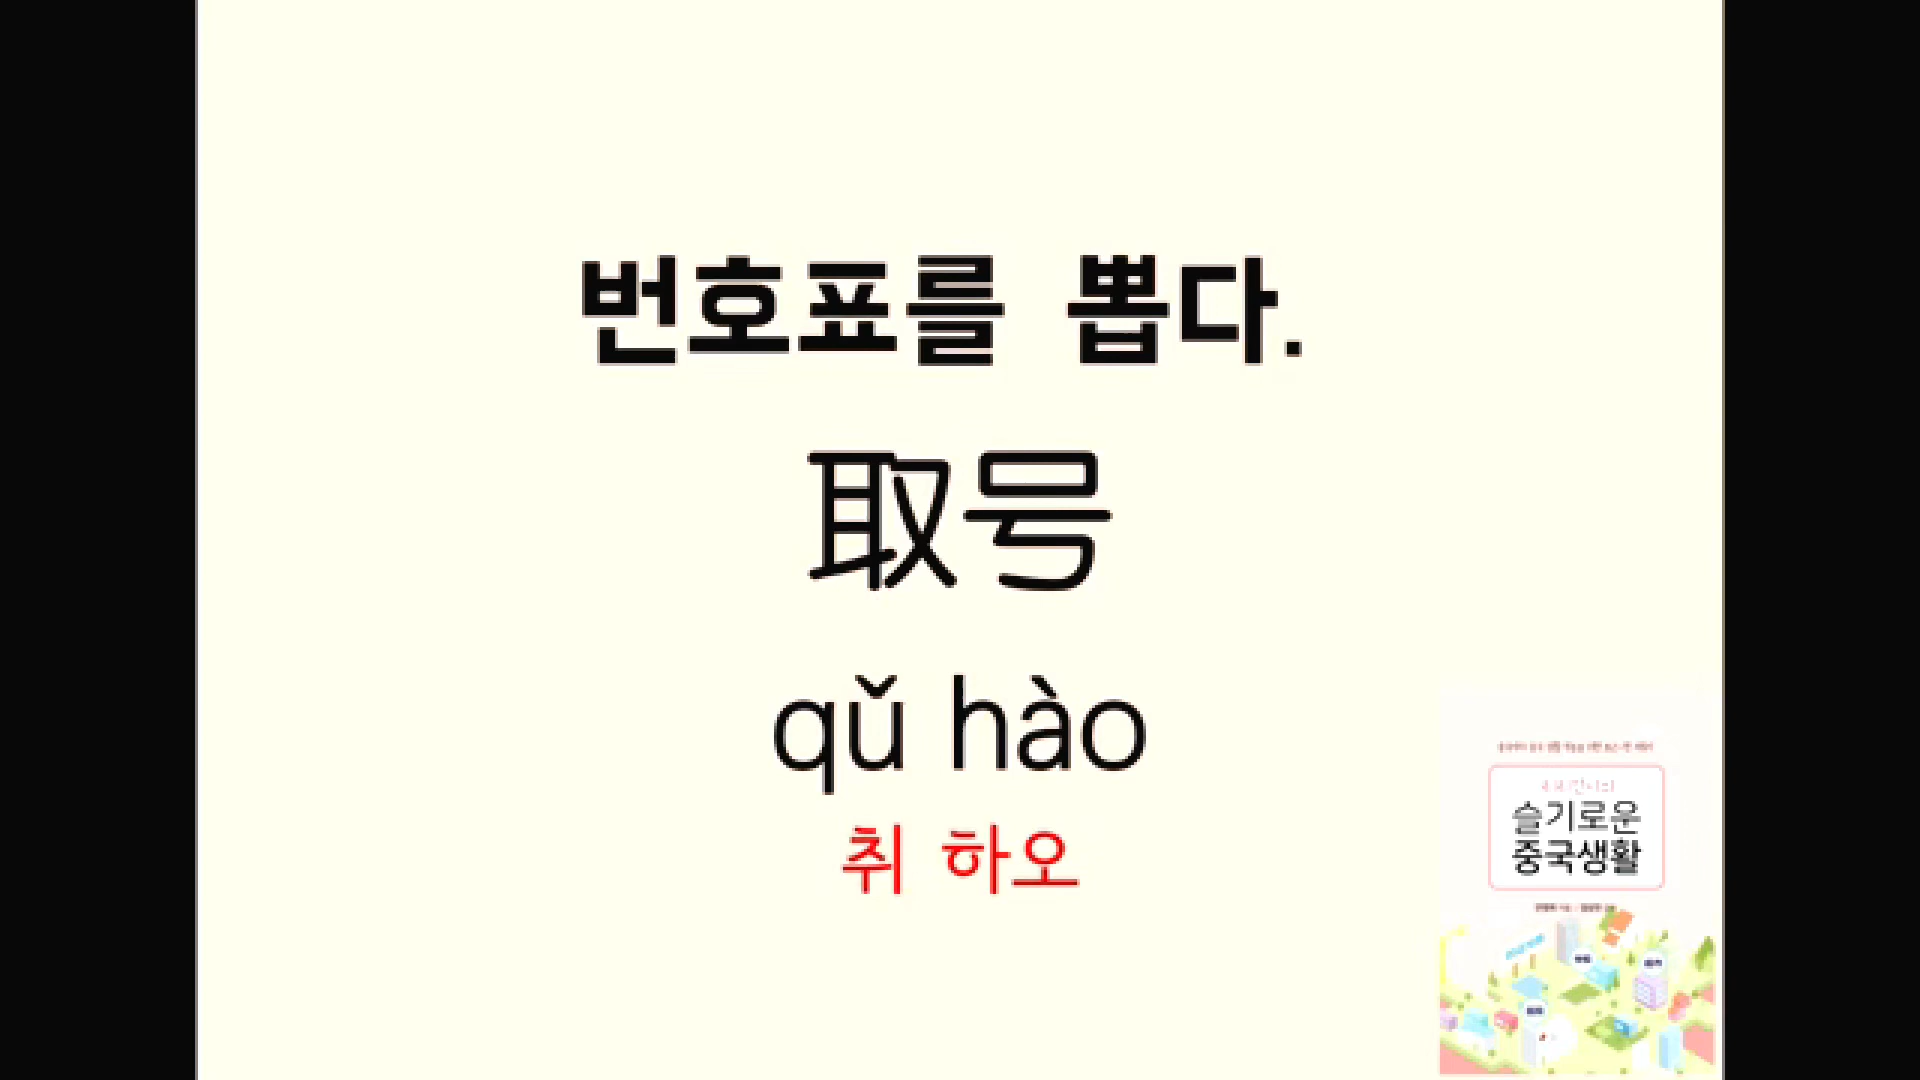 번호표를 뽑다.
取号
qǔ hào
취 하오
슬기로운
중국생활